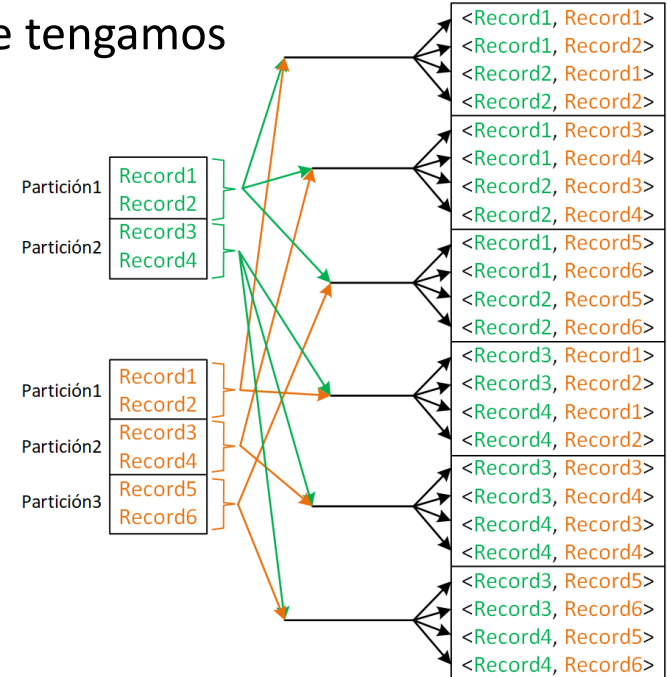 e tengamos
Partición1
Record1
Record2
Partición2
Record3
Record4
Partición1
Record1
Record2
Partición2
Record3
Record4
Partición3
Record5
Record6
<Record1, Record1>
<Record1, Record2>
<Record2, Record1>
<Record2, Record2>
<Record1, Record3>
<Record1, Record4>
<Record2, Record3>
<Record2, Record4>
<Record1, Record5>
<Record1, Record6>
<Record2, Record5>
<Record2, Record6>
<Record3, Record1>
<Record3, Record2>
<Record4, Record1>
<Record4, Record2>
<Record3, Record3>
<Record3, Record4>
<Record4, Record3>
<Record4, Record4>
<Record3, Record5>
<Record3, Record6>
<Record4, Record5>
<Record4, Record6>